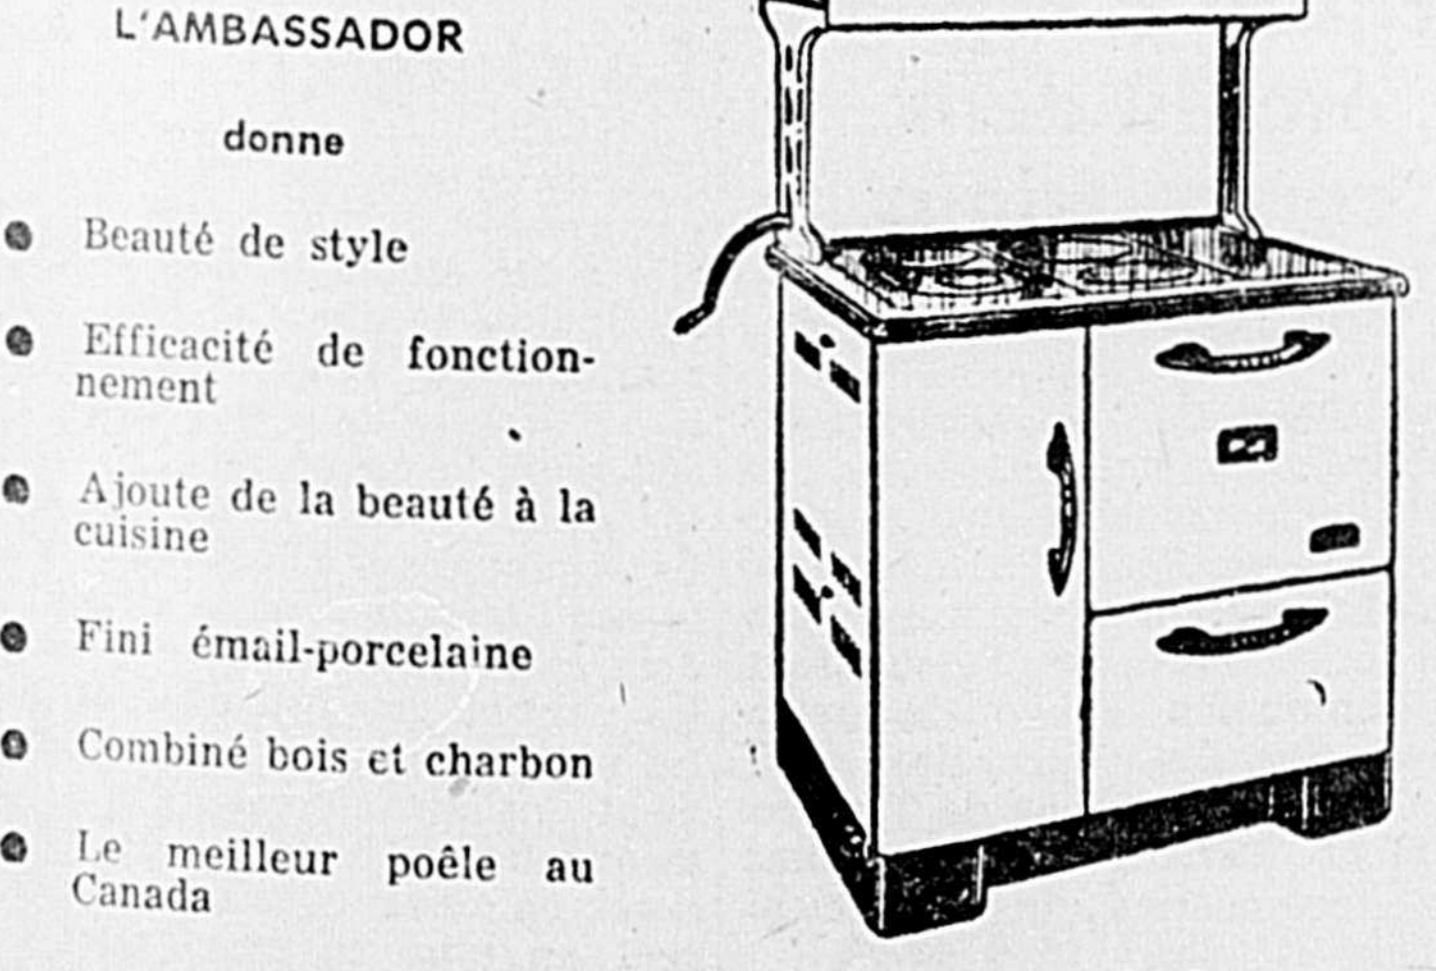 L'AMBASSADOR
donne
● Beauté de style
● Efficacité de fonction-
nement
● Ajoute de la beauté à la
cuisine
● Fini émail-porcelaine
● Combiné bois et charbon
● Le meilleur poêle au
Canada